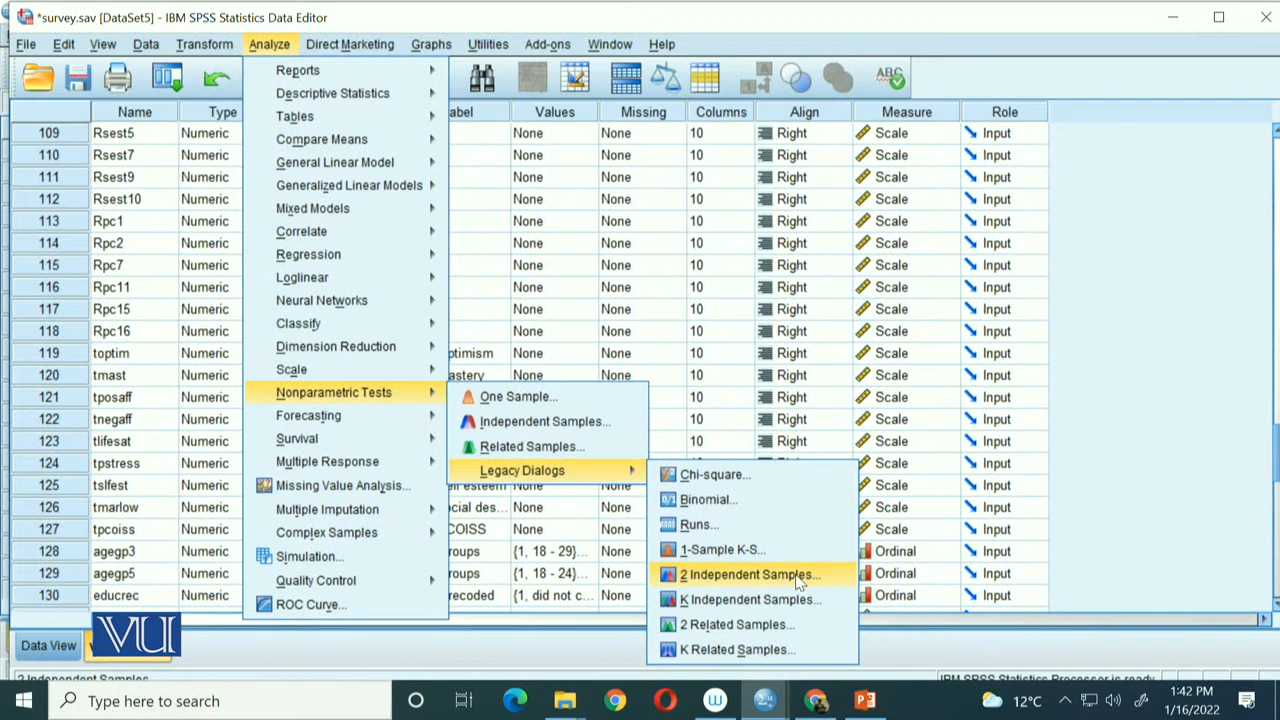 *survey.sav [DataSet5] - IBM SPSS Statistics Data Editor
File Edit View Data Transform Analyze Direct Marketing Graphs Utilities Add-ons Window Help
Name Type Values Missing Columns Align Measure Role
109 Rsest5 Numeric None None 10 Right Scale Input
110 Rsest7 Numeric None None 10 Right Scale Input
111 Rsest9 Numeric None None 10 Right Scale Input
112 Rsest10 Numeric None None 10 Right Scale Input
113 Rpc1 Numeric None None 10 Right Scale Input
114 Rpc2 Numeric None None 10 Right Scale Input
115 Rpc7 Numeric None None 10 Right Scale Input
116 Rpc11 Numeric None None 10 Right Scale Input
117 Rpc15 Numeric None None 10 Right Scale Input
118 Rpc16 Numeric None None 10 Right Scale Input
119 toptim Numeric ptimism None None 10 Right Scale Input
120 tmast Numeric astery None None 10 Right Scale Input
121 tposaff Numeric None 10 Right Scale Input
122 tnegaff Numeric None 10 Right Scale Input
123 tlifesat Numeric None 10 Right Scale Input
124 tpstress Numeric Scale Input
125 tslfest Numeric elf esteem None None Scale Input
126 tmarlow Numeric ocial des... None None Scale Input
127 tpcoiss Numeric COISS None None Scale Input
128 agegp3 Numeric roups {1, 18 - 29}... None Ordinal Input
129 agegp5 Numeric roups {1, 18 - 24}... None Ordinal Input
130 educrec Numeric recoded {1, did not c... None Ordinal Input
Reports
Descriptive Statistics
Tables
Compare Means
General Linear Model
Generalized Linear Models
Mixed Models
Correlate
Regression
Loglinear
Neural Networks
Classify
Dimension Reduction
Scale
Nonparametric Tests
Forecasting
Survival
Multiple Response
Missing Value Analysis...
Multiple Imputation
Complex Samples
Simulation...
Quality Control
ROC Curve...
One Sample...
Independent Samples...
Related Samples...
Legacy Dialogs
Chi-square...
Binomial...
Runs...
1-Sample K-S...
2 Independent Samples...
K Independent Samples...
2 Related Samples...
K Related Samples...
Data View
VU
2 Independent Samples
IBM SPSS Statistics Processor is ready
Type here to search
12°C
1:42 PM
1/16/2022